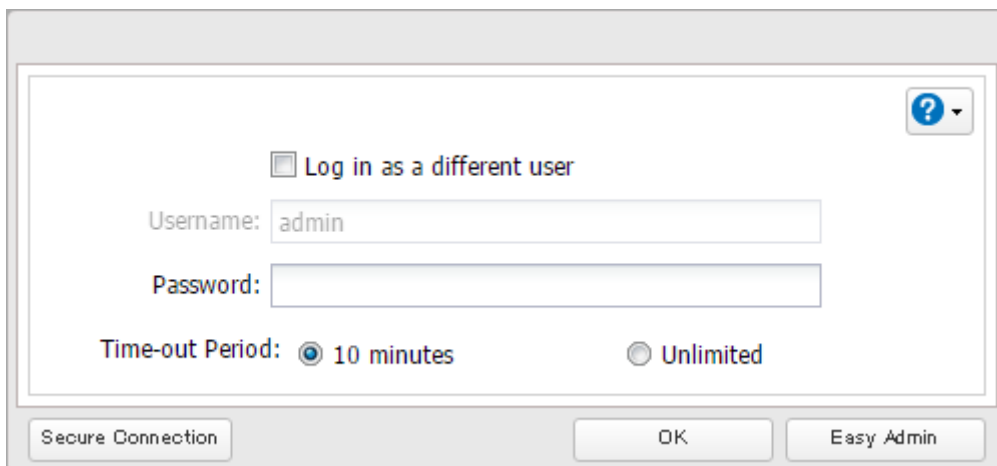 ?
Log in as a different user
Username: admin
Password:
Time-out Period: 10 minutes Unlimited
Secure Connection OK Easy Admin